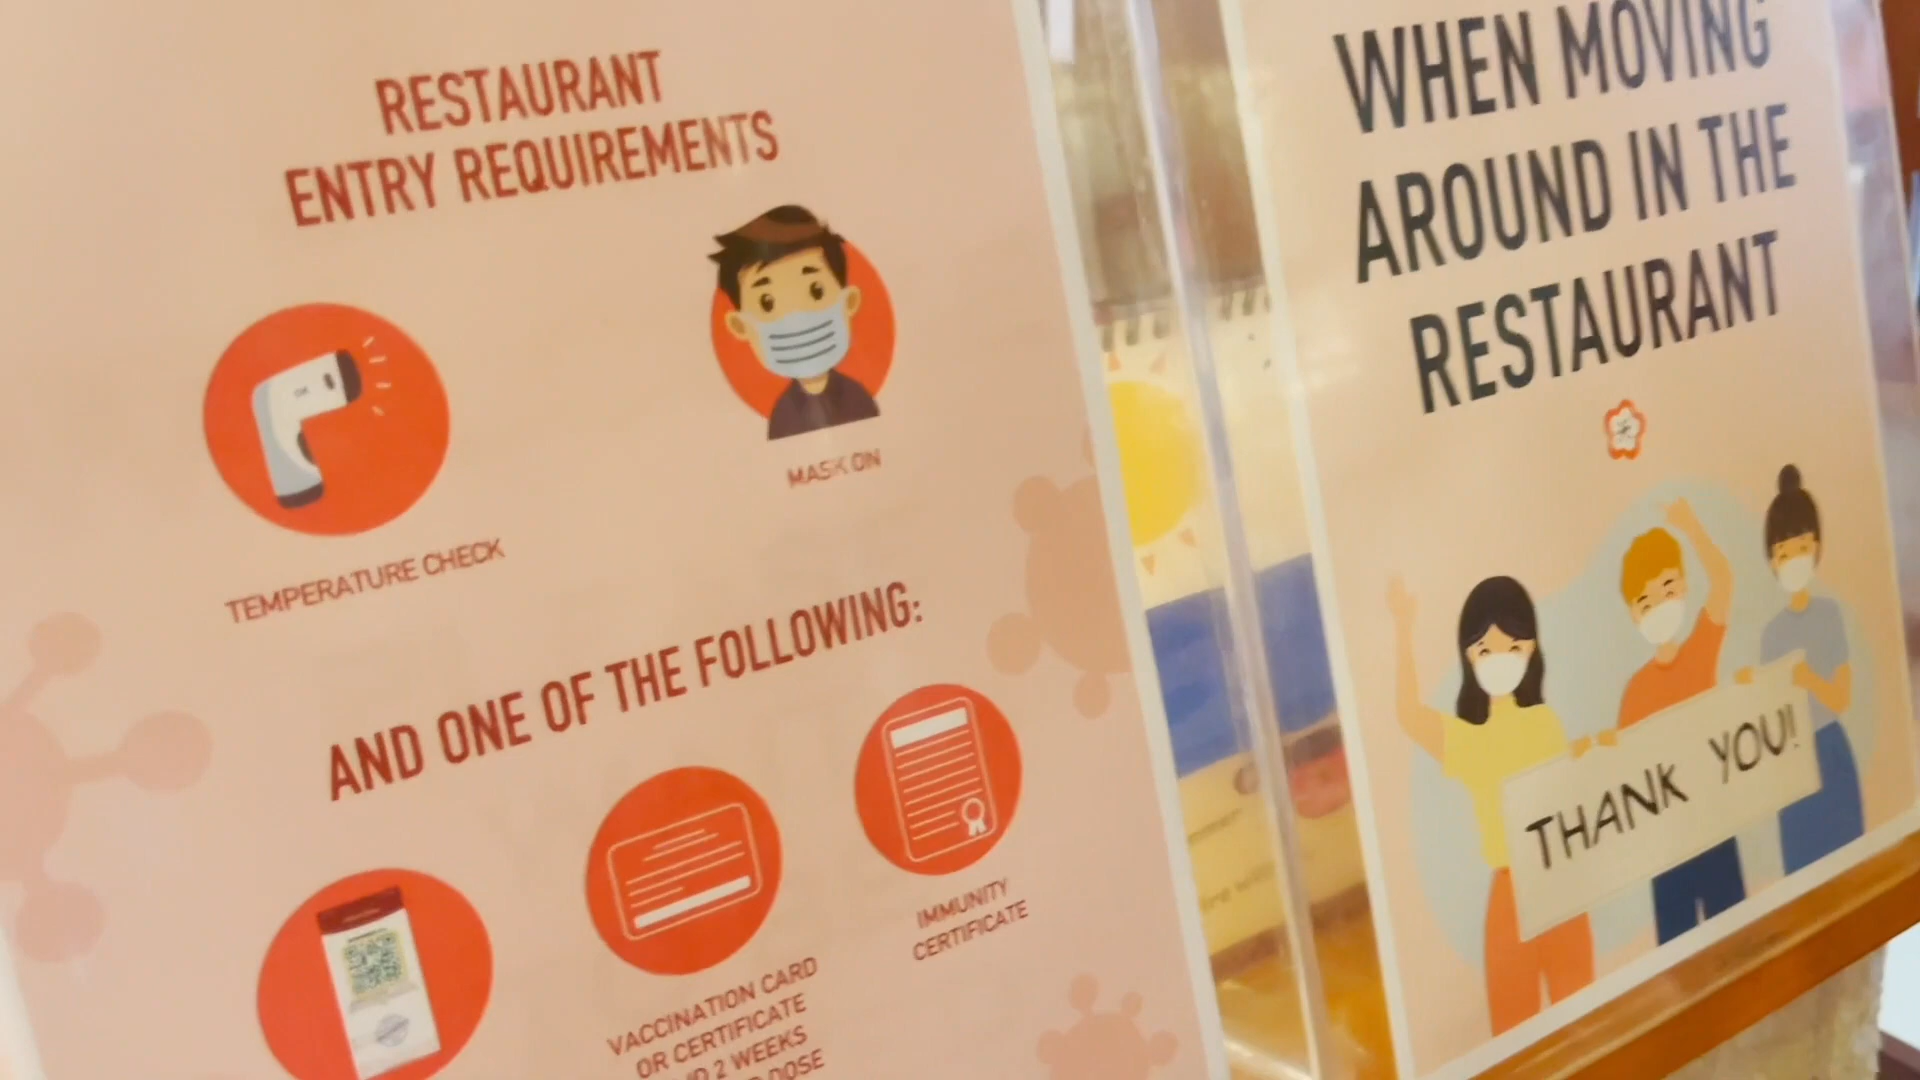 RESTAURANT
ENTRY REQUIREMENTS
TEMPERATURE CHECK
MASK ON
AND ONE OF THE FOLLOWING:
VACCINATION CARD
OR CERTIFICATE
2 WEEKS
DOSE
IMMUNITY
CERTIFICATE
WHEN MOVING
AROUND IN THE
RESTAURANT
THANK YOU!